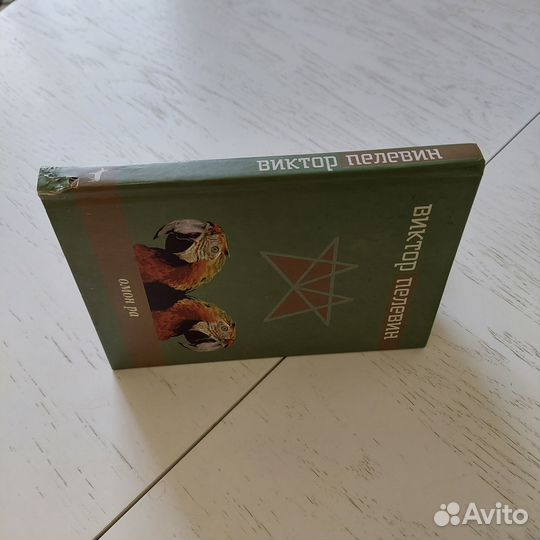 виктор пелевин
виктор пелевин
омон ра
Avito